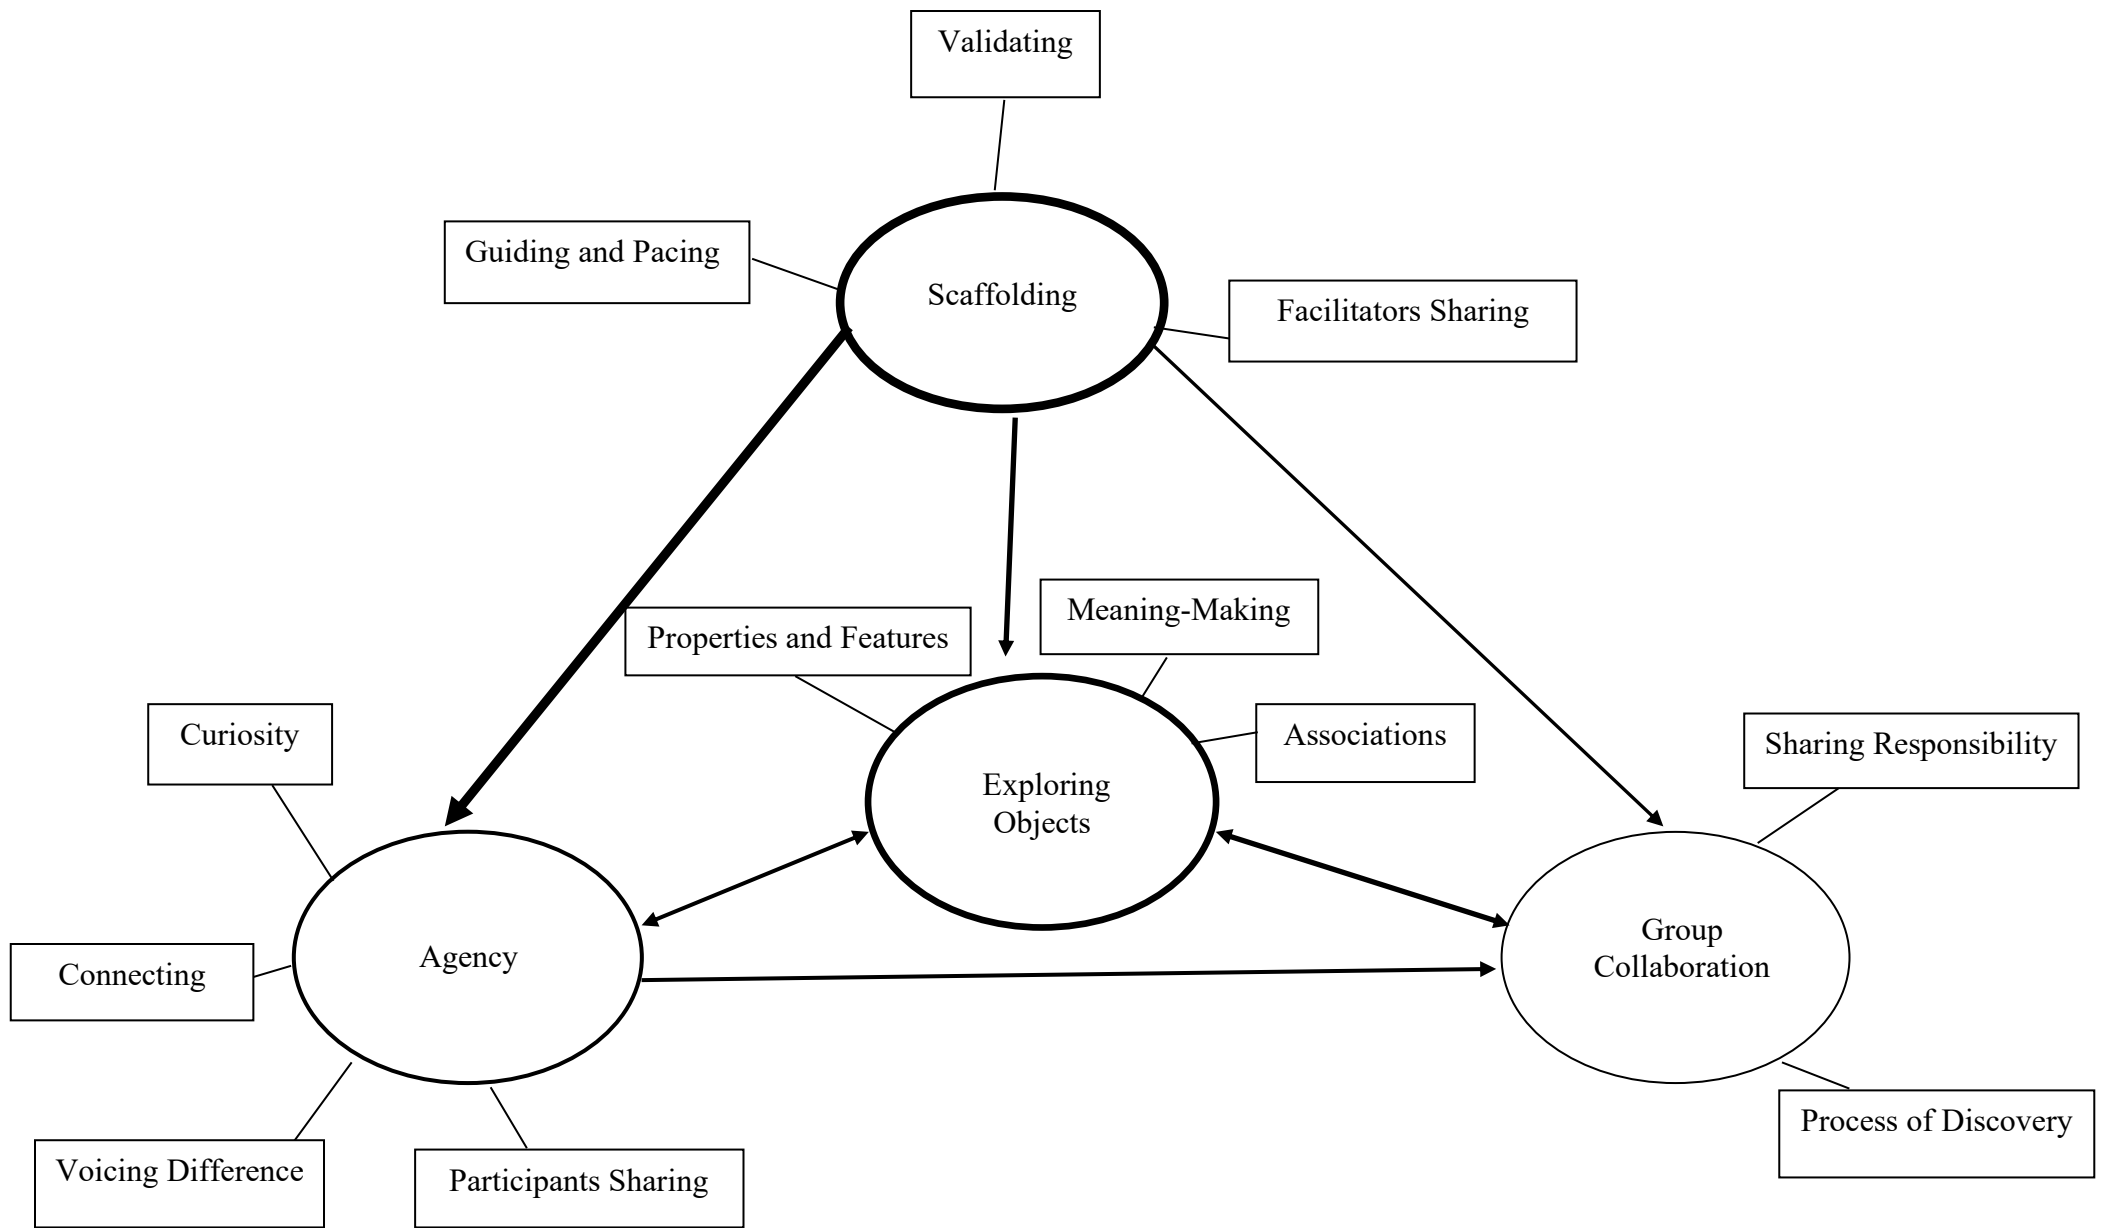 Validating
Guiding and Pacing
Scaffolding
Facilitators Sharing
Meaning-Making
Properties and Features
Curiosity
Associations
Sharing Responsibility
Exploring
Objects
Agency
Group
Collaboration
Connecting
Process of Discovery
Voicing Difference
Participants Sharing